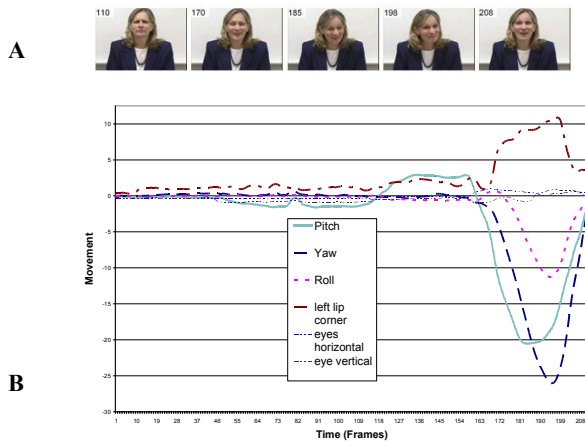 110 170 185 198 208
A
10
5
0
-5
-10
-15
-20
-25
-30
Movement
Pitch
Yaw
Roll
left lip
corner
eyes
horizontal
eye vertical
B
1 10 19 28 37 46 55 64 73 82 91 100 109 118 127 136 145 154 163 172 181 190 199 208
Time (Frames)